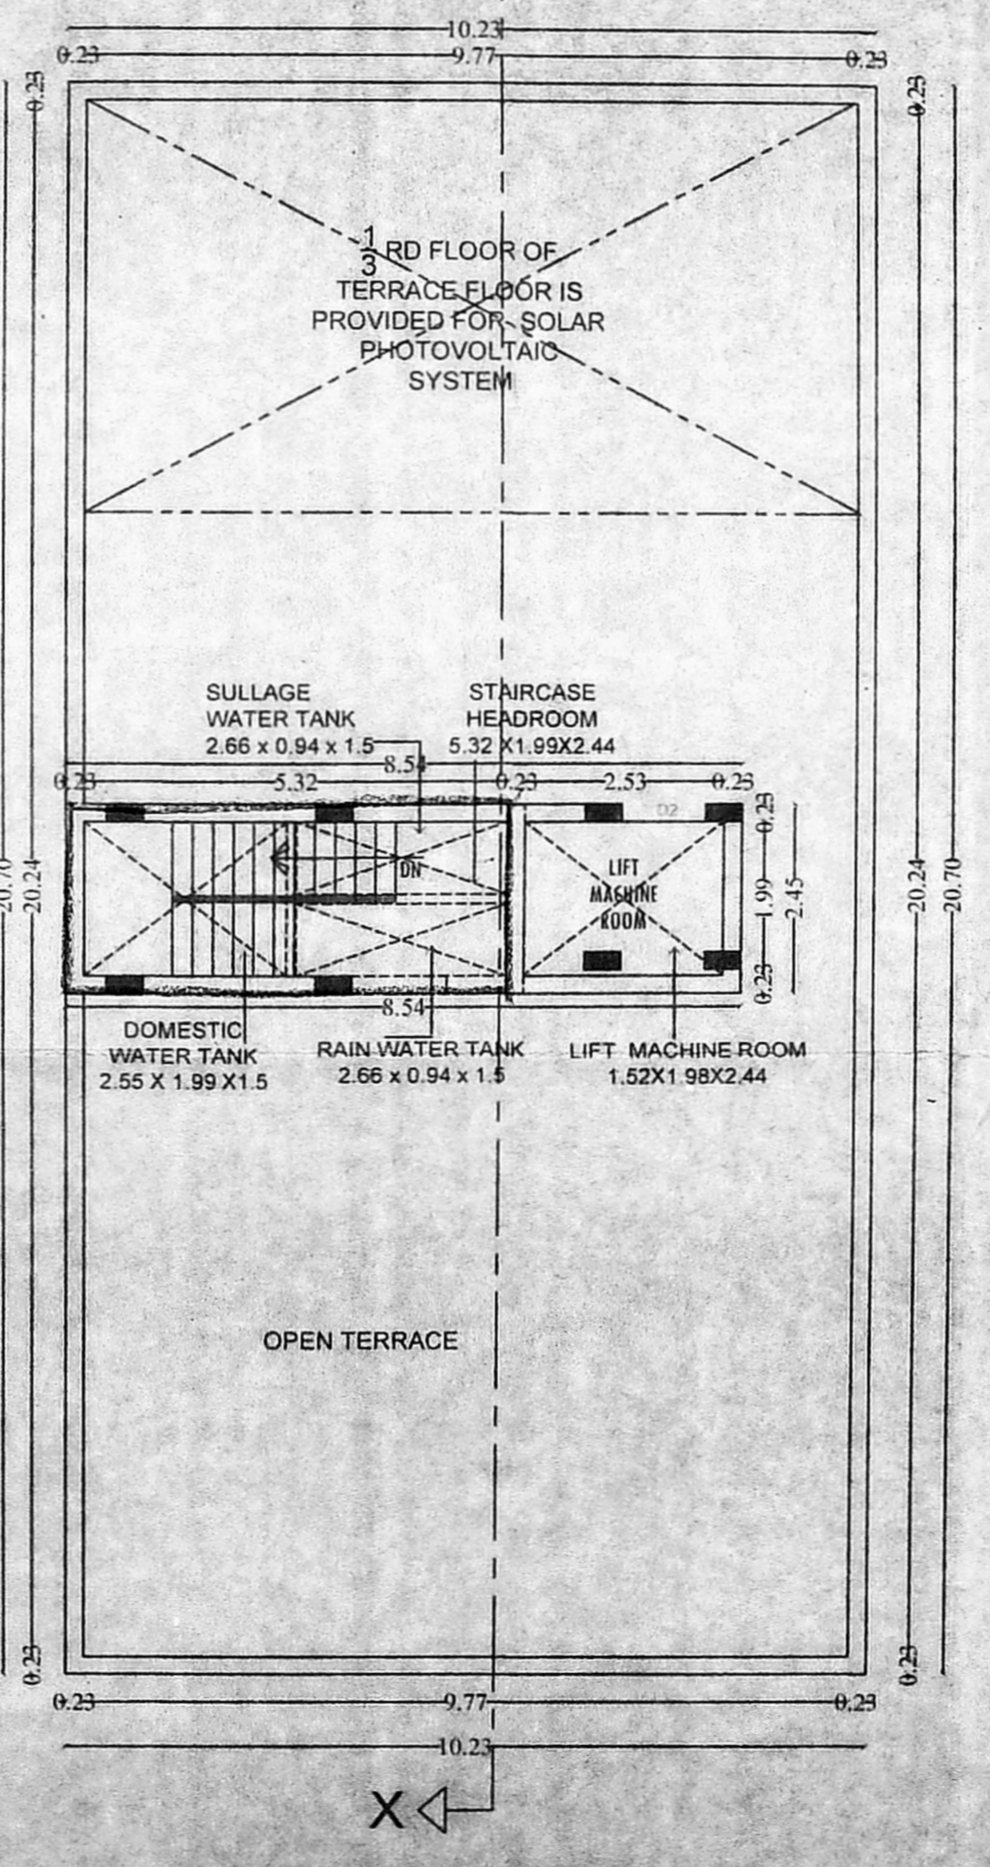 10.23
0.23 9.77 0.23
0.23 0.23
1/3 RD FLOOR OF
TERRACE FLOOR IS
PROVIDED FOR SOLAR
PHOTOVOLTAIC
SYSTEM
SULLAGE
WATER TANK
2.66 x 0.94 x 1.5
STAIRCASE
HEADROOM
5.32 X1.99X2.44
8.54
0.23 5.32 0.23 2.53 0.23
D2
0.23
DN
LIFT
MACHINE
ROOM
1.99
2.45
0.23
20.70
20.24
20.24
20.70
8.54
DOMESTIC
WATER TANK
2.55 X 1.99 X1.5
RAIN WATER TANK
2.66 x 0.94 x 1.5
LIFT MACHINE ROOM
1.52X1.98X2.44
OPEN TERRACE
0.23 0.23
0.23 9.77 0.23
10.23
X